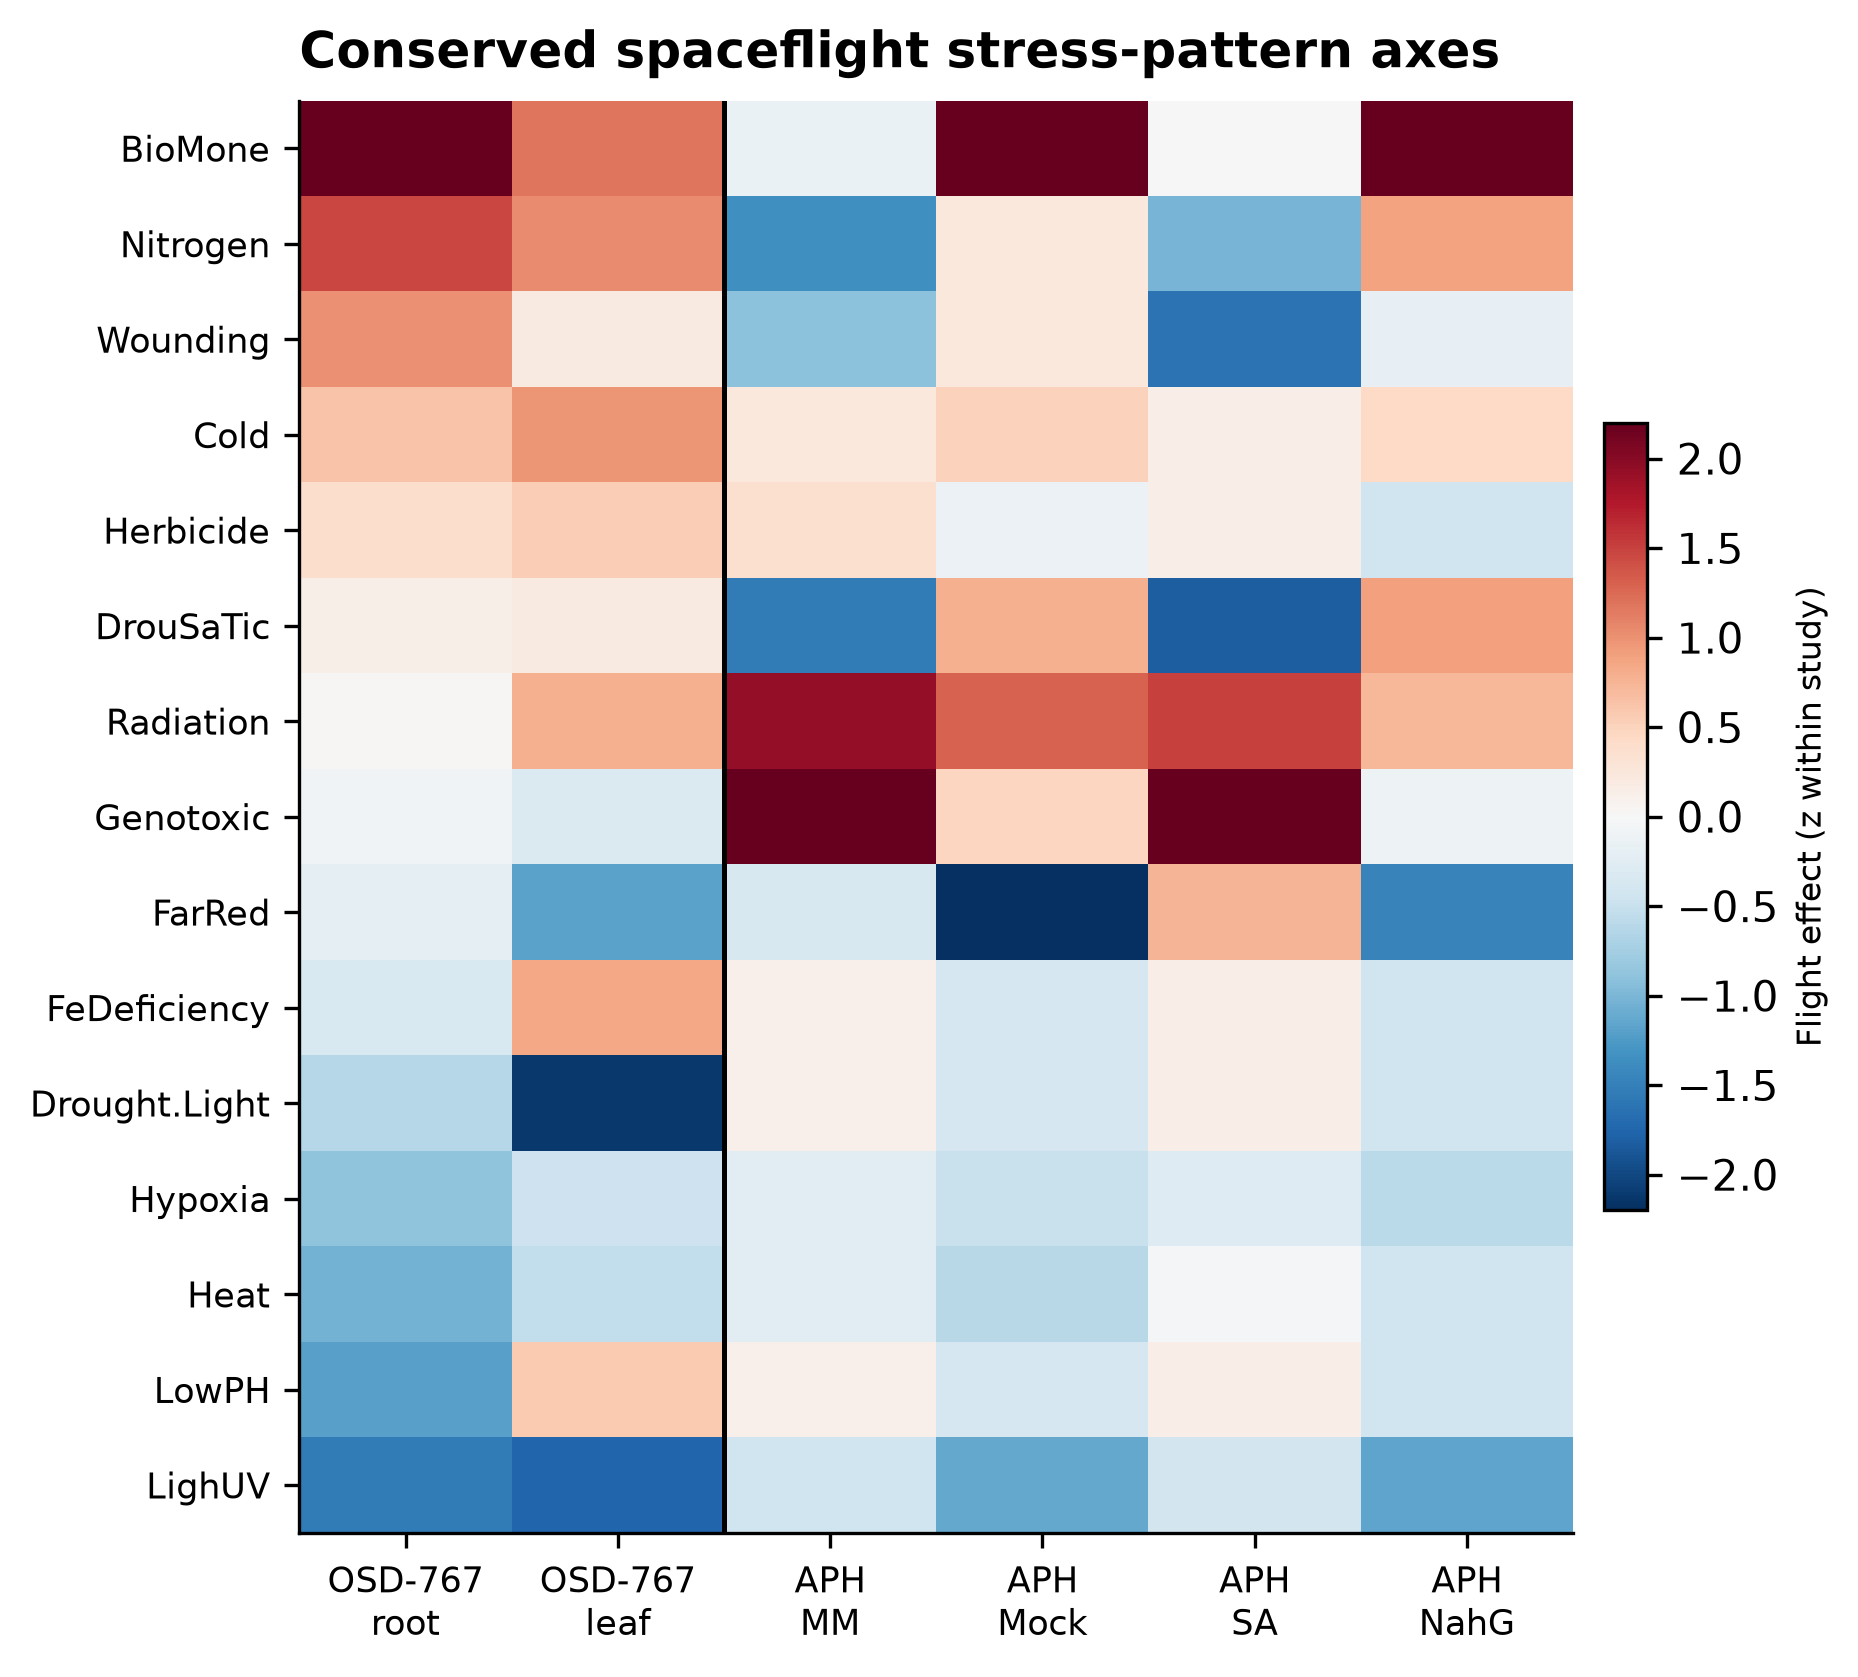 Conserved spaceflight stress-pattern axes
BioMone
Nitrogen
Wounding
Cold
Herbicide
DrouSaTic
Radiation
Genotoxic
FarRed
FeDeficiency
Drought.Light
Hypoxia
Heat
LowPH
LighUV
OSD-767
root
OSD-767
leaf
APH
MM
APH
Mock
APH
SA
APH
NahG
2.0
1.5
1.0
0.5
0.0
−0.5
−1.0
−1.5
−2.0
Flight effect (z within study)